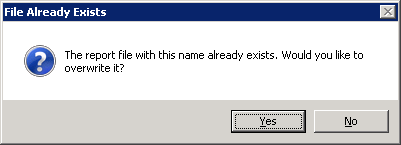 File Already Exists
The report file with this name already exists. Would you like to
overwrite it?
Yes
No